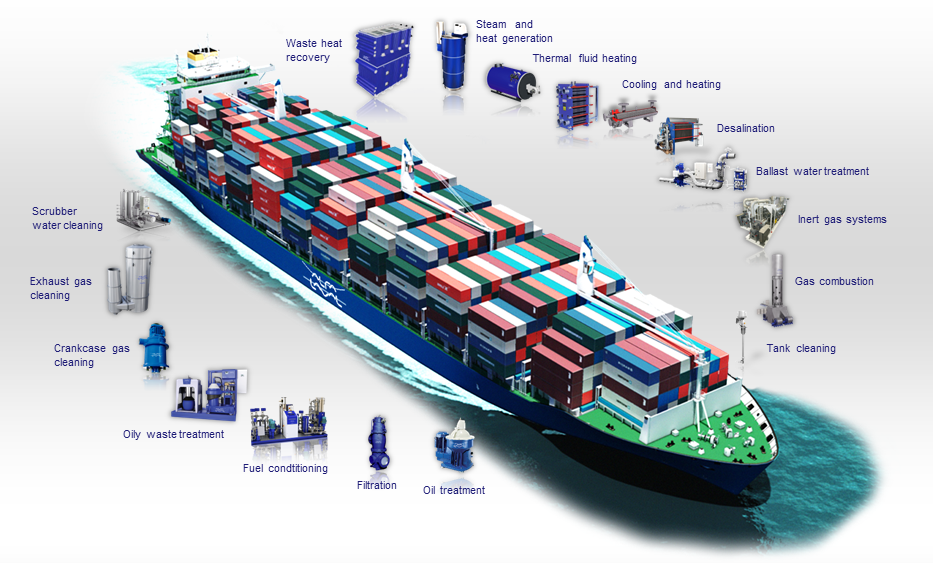 Waste heat
recovery
Steam and
heat generation
Thermal fluid heating
Cooling and heating
Desalination
Ballast water treatment
Inert gas systems
Gas combustion
Tank cleaning
Scrubber
water cleaning
Exhaust gas
cleaning
Crankcase gas
cleaning
Oily waste treatment
Fuel condtitioning
Filtration
Oil treatment